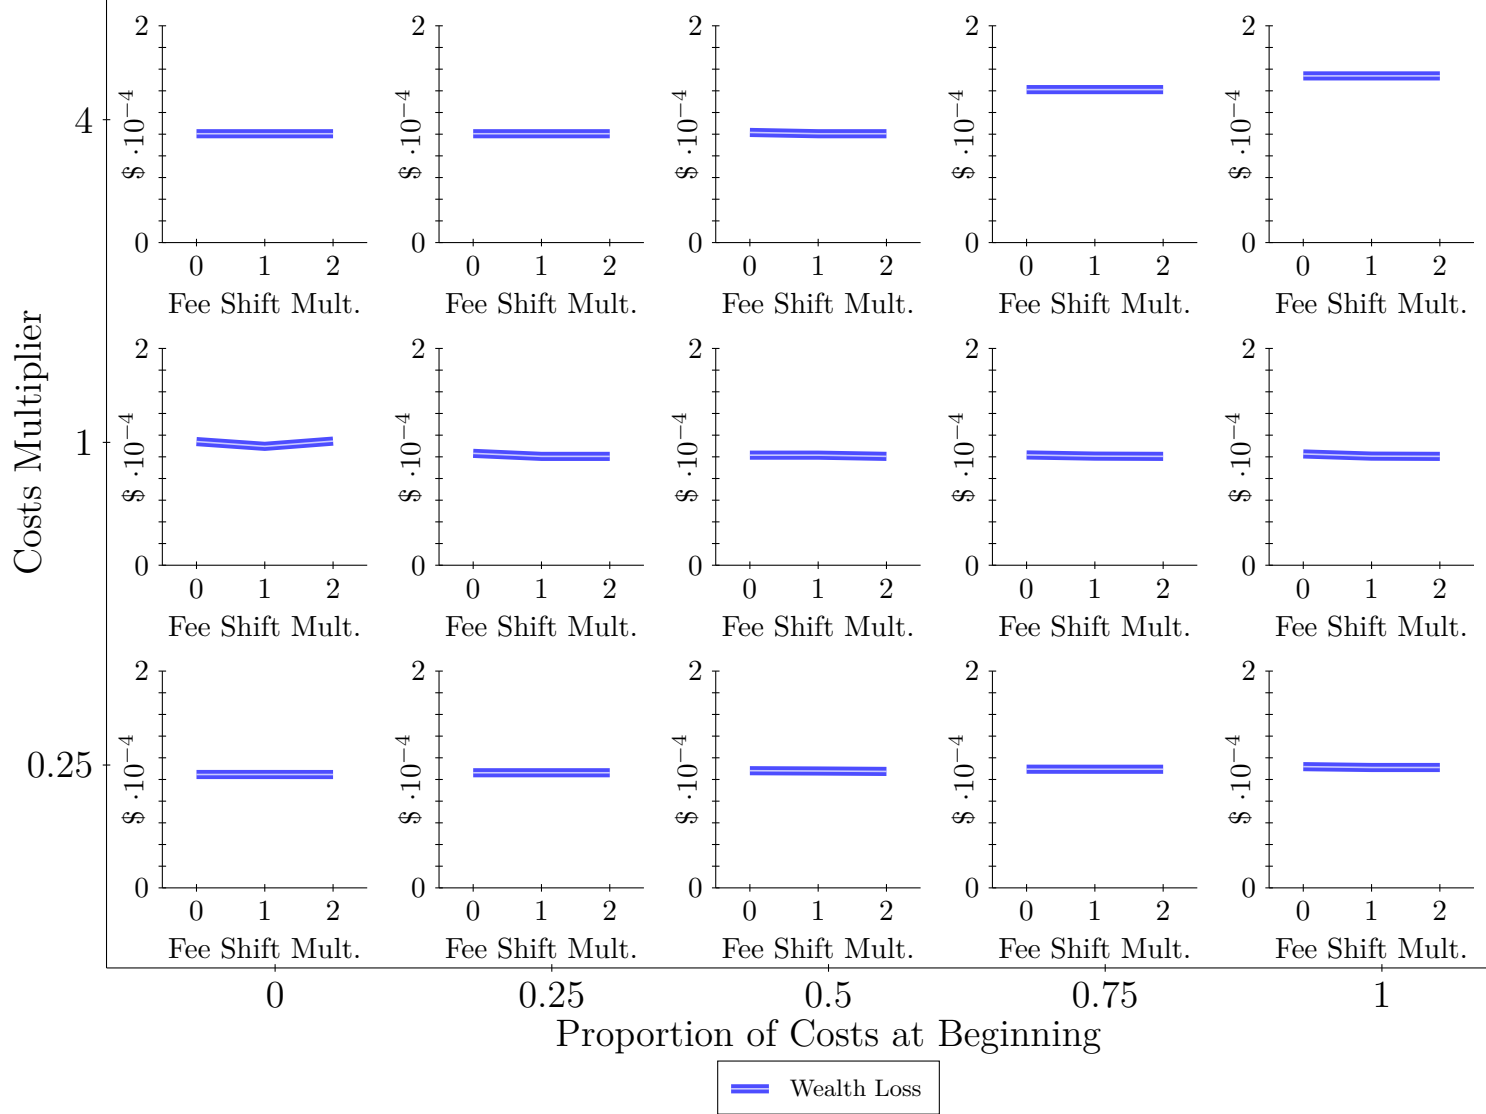 2 2 2 2 2
$ ·10⁻⁴ $ ·10⁻⁴ $ ·10⁻⁴ $ ·10⁻⁴ $ ·10⁻⁴
4
0 0 0 0 0
0 1 2 0 1 2 0 1 2 0 1 2 0 1 2
Fee Shift Mult. Fee Shift Mult. Fee Shift Mult. Fee Shift Mult. Fee Shift Mult.
Costs Multiplier
2 2 2 2 2
$ ·10⁻⁴ $ ·10⁻⁴ $ ·10⁻⁴ $ ·10⁻⁴ $ ·10⁻⁴
1
0 0 0 0 0
0 1 2 0 1 2 0 1 2 0 1 2 0 1 2
Fee Shift Mult. Fee Shift Mult. Fee Shift Mult. Fee Shift Mult. Fee Shift Mult.
2 2 2 2 2
$ ·10⁻⁴ $ ·10⁻⁴ $ ·10⁻⁴ $ ·10⁻⁴ $ ·10⁻⁴
0.25
0 0 0 0 0
0 1 2 0 1 2 0 1 2 0 1 2 0 1 2
Fee Shift Mult. Fee Shift Mult. Fee Shift Mult. Fee Shift Mult. Fee Shift Mult.
0 0.25 0.5 0.75 1
Proportion of Costs at Beginning
Wealth Loss